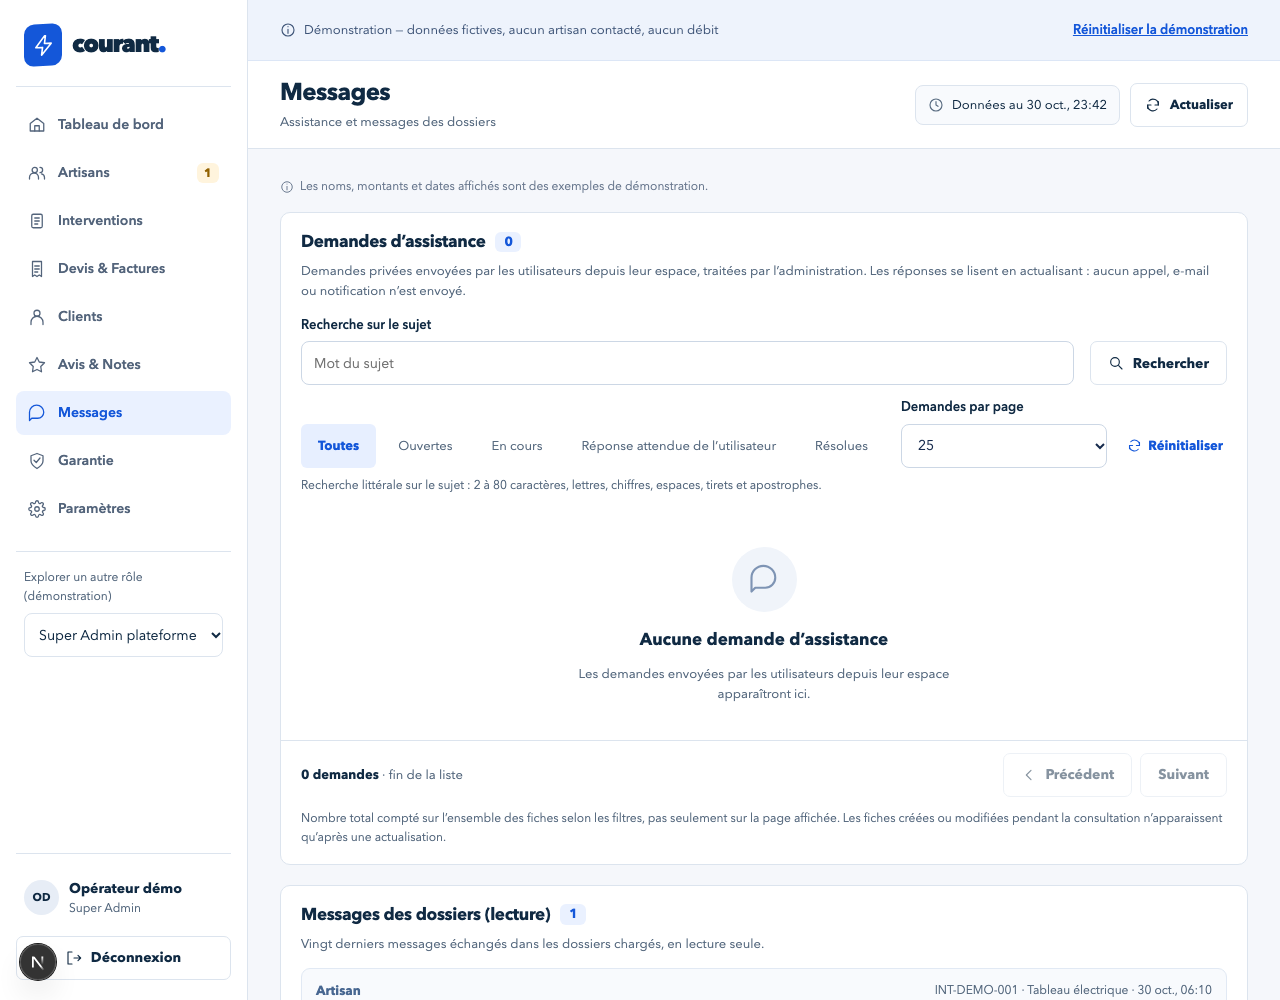 courant.
Tableau de bord
Artisans
1
Interventions
Devis & Factures
Clients
Avis & Notes
Messages
Garantie
Paramètres
Explorer un autre rôle
(démonstration)
Super Admin plateforme
OD
Opérateur démo
Super Admin
N
Déconnexion
Démonstration – données fictives, aucun artisan contacté, aucun débit
Réinitialiser la démonstration
Messages
Assistance et messages des dossiers
Données au 30 oct., 23:42
Actualiser
Les noms, montants et dates affichés sont des exemples de démonstration.
Demandes d’assistance
0
Demandes privées envoyées par les utilisateurs depuis leur espace, traitées par l’administration. Les réponses se lisent en actualisant : aucun appel, e-mail
ou notification n’est envoyé.
Recherche sur le sujet
Mot du sujet
Rechercher
Toutes
Ouvertes
En cours
Réponse attendue de l’utilisateur
Résolues
Demandes par page
25
Réinitialiser
Recherche littérale sur le sujet : 2 à 80 caractères, lettres, chiffres, espaces, tirets et apostrophes.
Aucune demande d’assistance
Les demandes envoyées par les utilisateurs depuis leur espace
apparaîtront ici.
0 demandes · fin de la liste
Précédent
Suivant
Nombre total compté sur l’ensemble des fiches selon les filtres, pas seulement sur la page affichée. Les fiches créées ou modifiées pendant la consultation n’apparaissent
qu’après une actualisation.
Messages des dossiers (lecture)
1
Vingt derniers messages échangés dans les dossiers chargés, en lecture seule.
Artisan
INT-DEMO-001 · Tableau électrique · 30 oct., 06:10